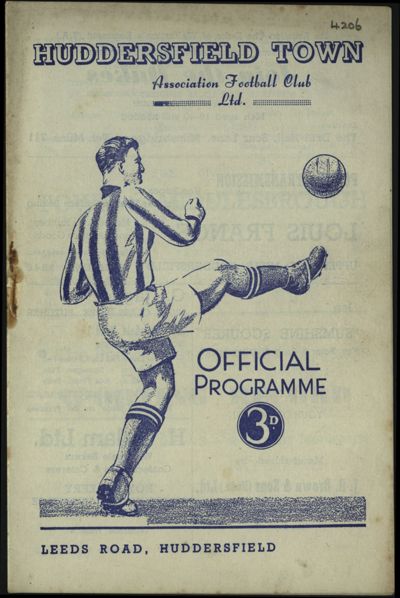 4206
HUDDERSFIELD TOWN
Association Football Club
Ltd.
OFFICIAL
PROGRAMME
3D
LEEDS ROAD, HUDDERSFIELD